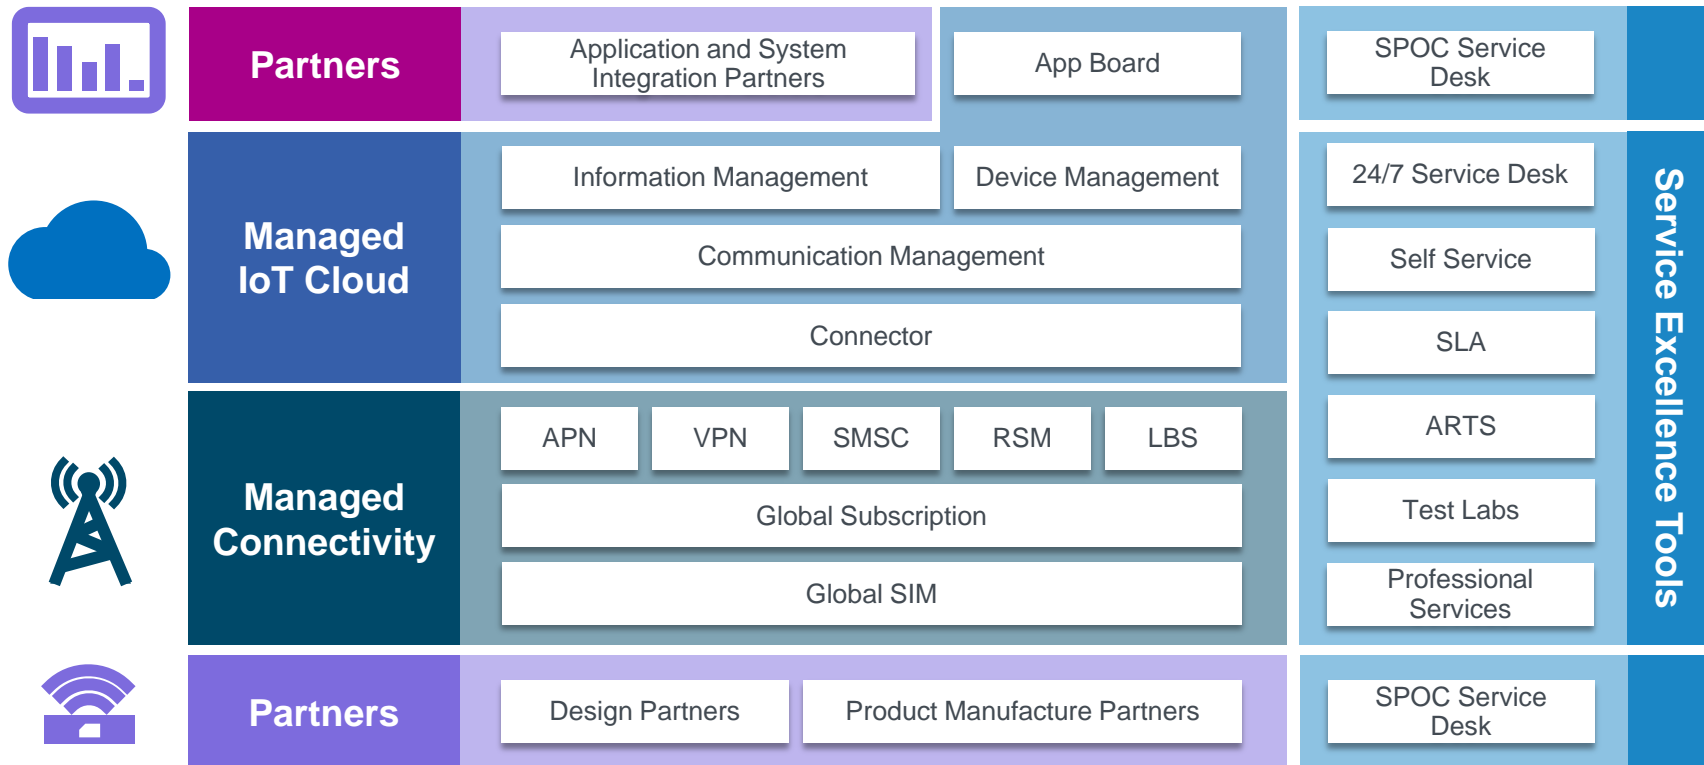 Partners
Application and System
Integration Partners
App Board
SPOC Service
Desk
Managed
IoT Cloud
Information Management
Device Management
Communication Management
Connector
24/7 Service Desk
Self Service
SLA
ARTS
Test Labs
Professional
Services
Service Excellence Tools
Managed
Connectivity
APN
VPN
SMSC
RSM
LBS
Global Subscription
Global SIM
Partners
Design Partners
Product Manufacture Partners
SPOC Service
Desk